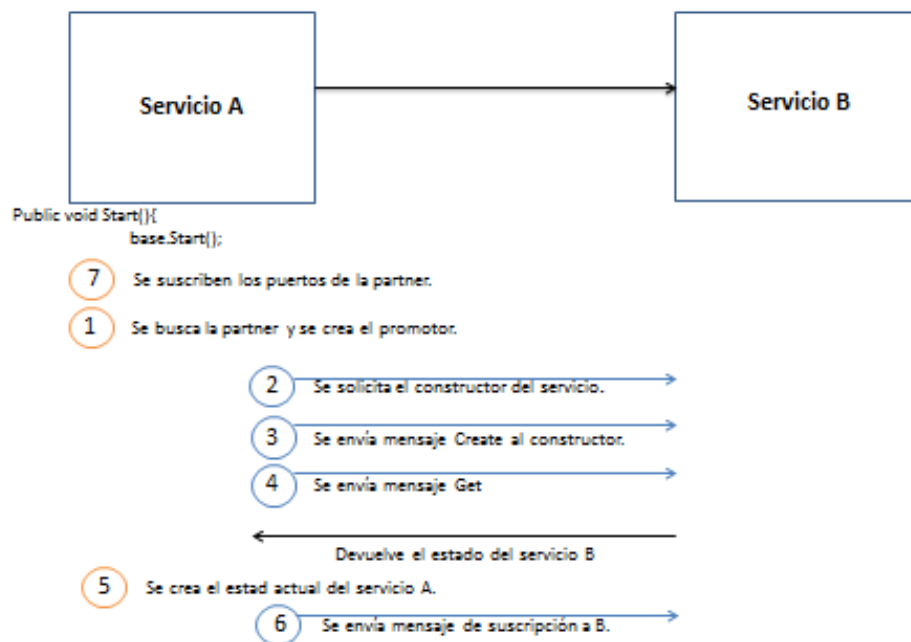 Servicio A
Servicio B
Public void Start(){
base.Start();
7 Se suscriben los puertos de la partner.
1 Se busca la partner y se crea el promotor.
2 Se solicita el constructor del servicio.
3 Se envía mensaje Create al constructor.
4 Se envía mensaje Get
Devuelve el estado del servicio B
5 Se crea el estad actual del servicio A.
6 Se envía mensaje de suscripción a B.